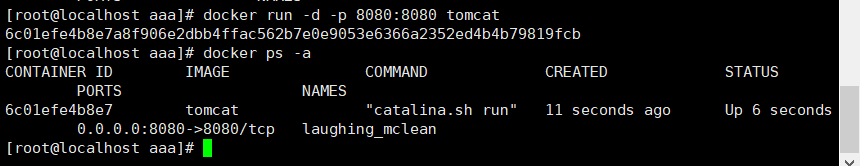 [root@localhost aaa]# docker run -d -p 8080:8080 tomcat
6c01efe4b8e7a8f906e2dbb4ffac562b7e0e9053e6366a2352ed4b4b79819fcb
[root@localhost aaa]# docker ps -a
CONTAINER ID        IMAGE               COMMAND             CREATED             STATUS
        PORTS                    NAMES
6c01efe4b8e7        tomcat              "catalina.sh run"   11 seconds ago      Up 6 seconds
        0.0.0.0:8080->8080/tcp   laughing_mclean
[root@localhost aaa]#